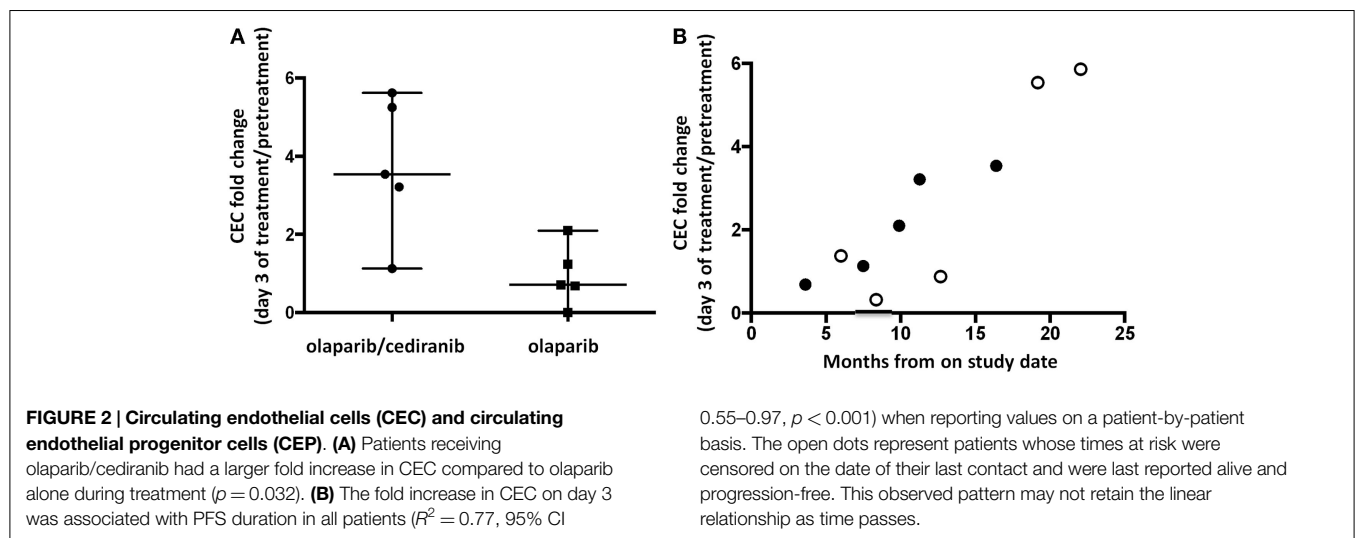 A
CEC fold change
(day 3 of treatment/pretreatment)
6
4
2
0
olaparib/cediranib
olaparib
B
CEC fold change
(day 3 of treatment/pretreatment)
6
4
2
0
0 5 10 15 20 25
Months from on study date
FIGURE 2 | Circulating endothelial cells (CEC) and circulating
endothelial progenitor cells (CEP). (A) Patients receiving
olaparib/cediranib had a larger fold increase in CEC compared to olaparib
alone during treatment (p = 0.032). (B) The fold increase in CEC on day 3
was associated with PFS duration in all patients (R² = 0.77, 95% CI
0.55–0.97, p < 0.001) when reporting values on a patient-by-patient
basis. The open dots represent patients whose times at risk were
censored on the date of their last contact and were last reported alive and
progression-free. This observed pattern may not retain the linear
relationship as time passes.